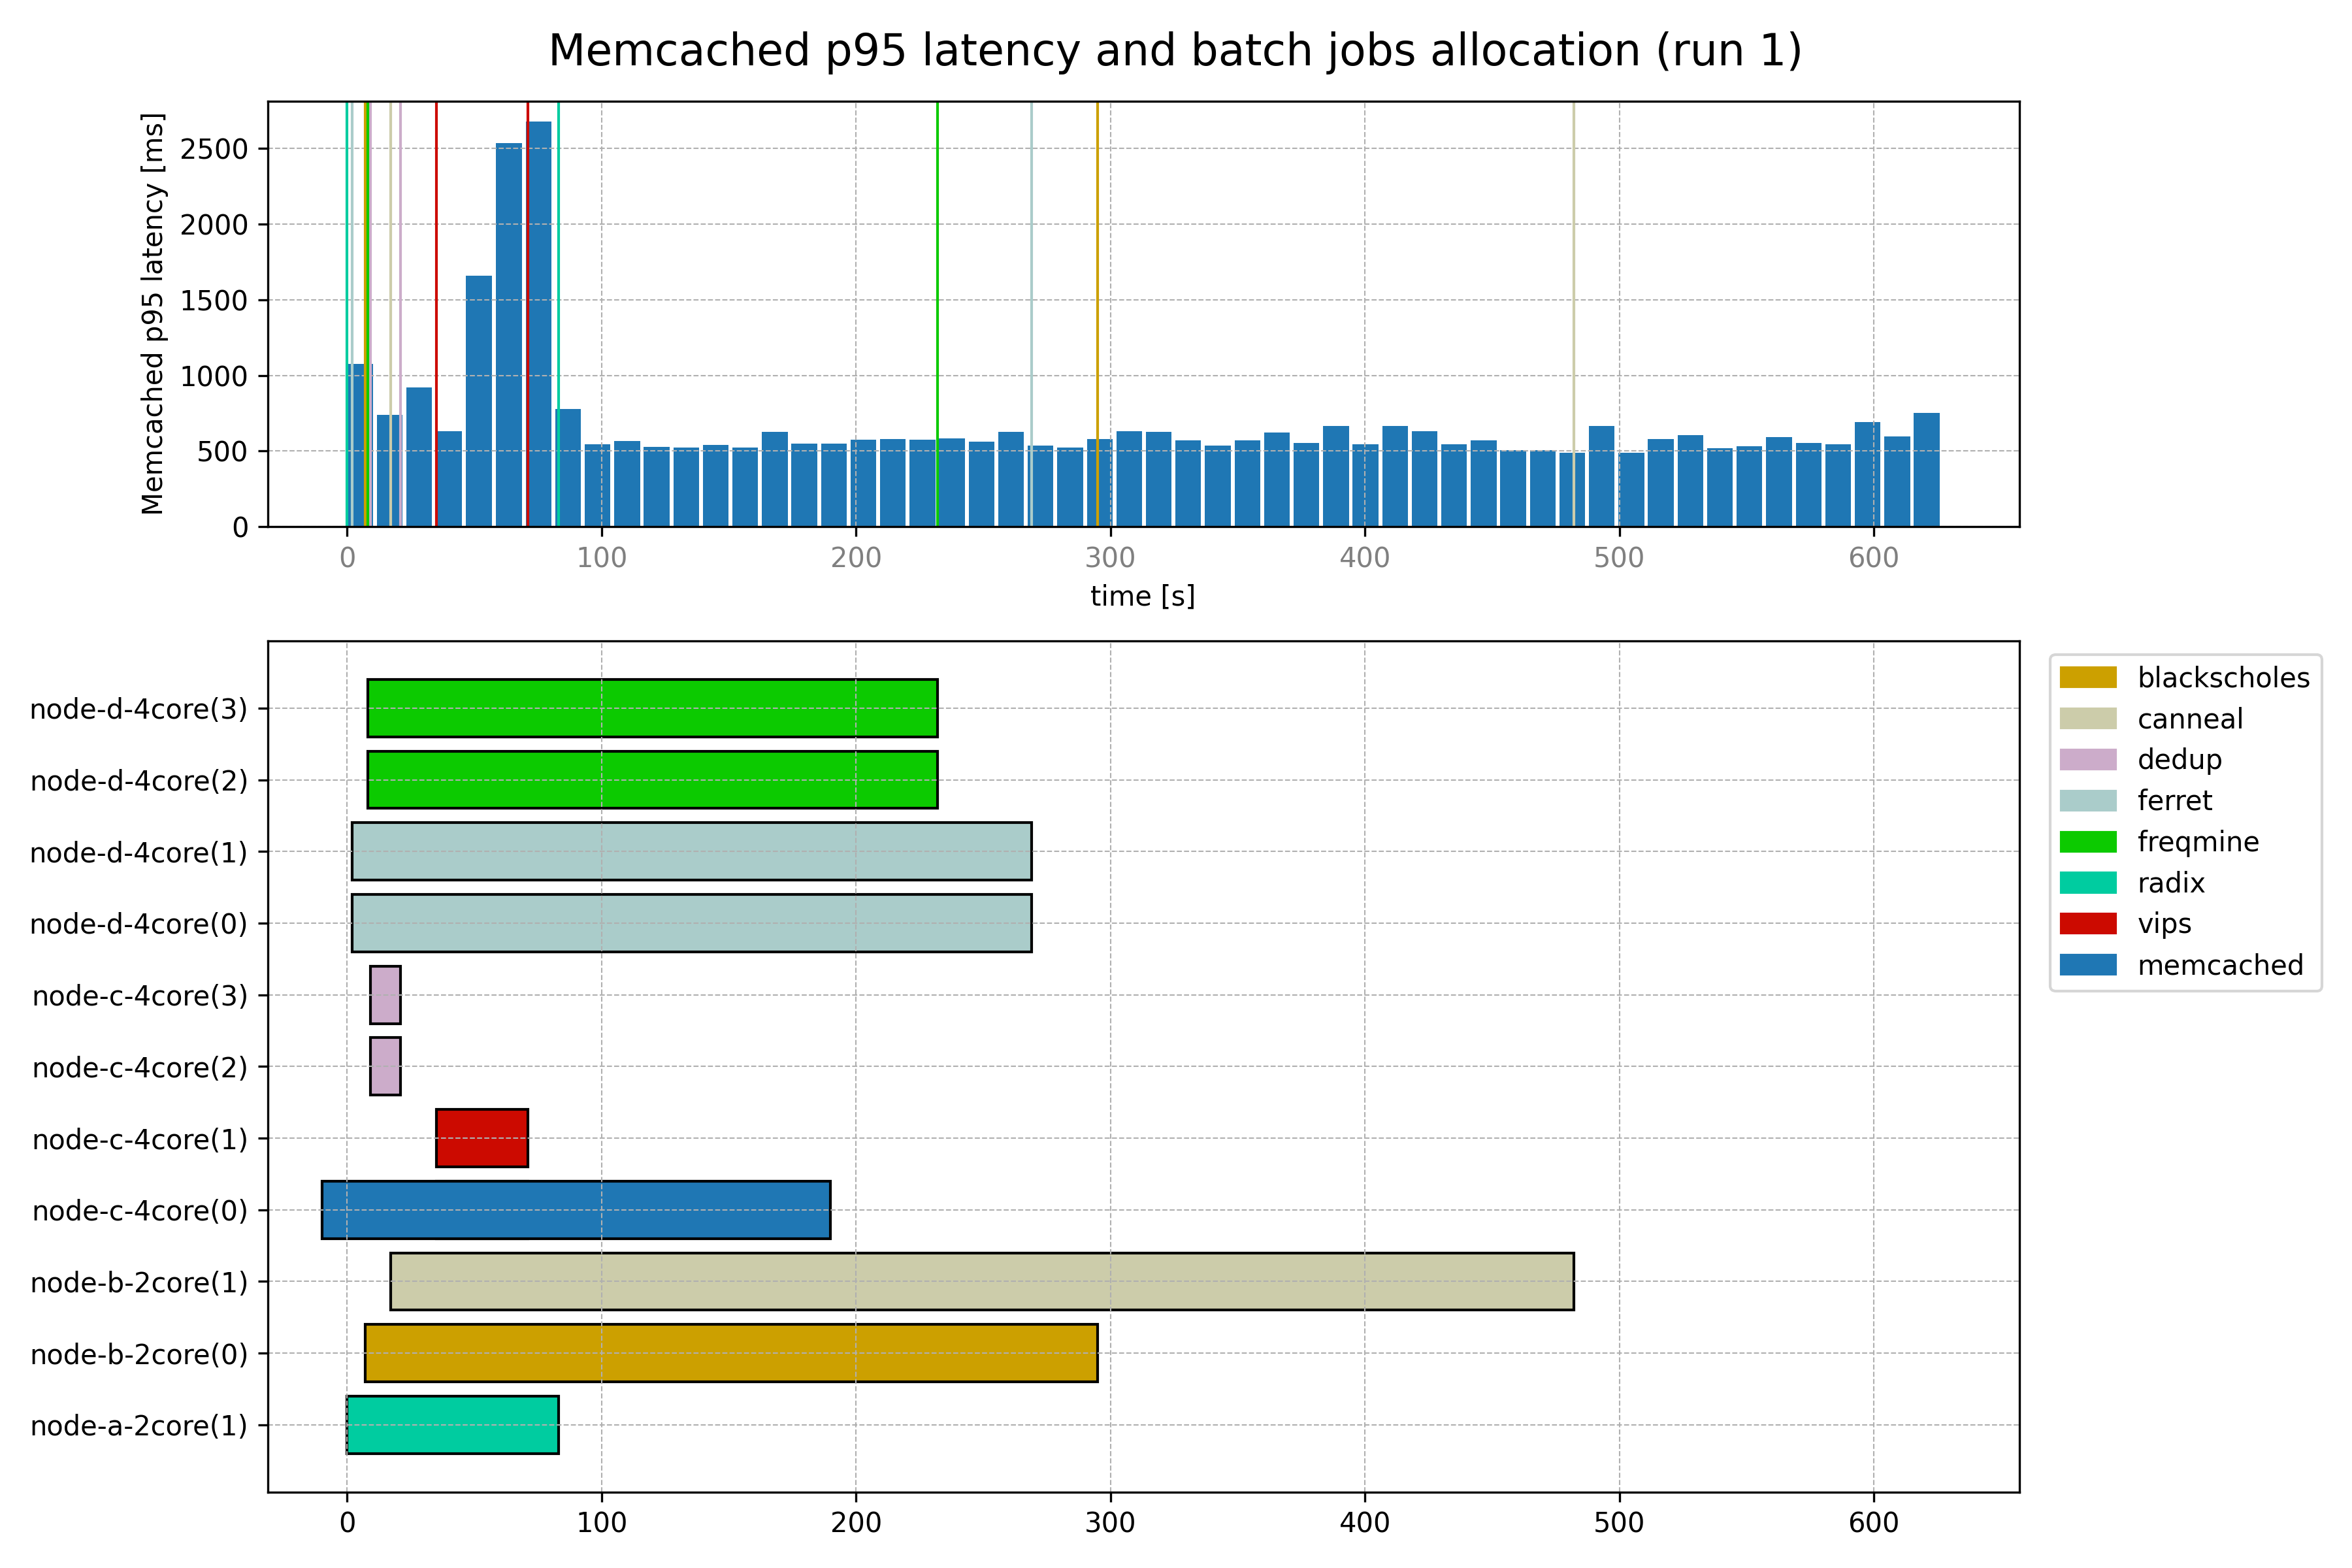 Memcached p95 latency and batch jobs allocation (run 1)
Memcached p95 latency [ms]
2500
2000
1500
1000
500
0
0 100 200 300 400 500 600
time [s]
node-d-4core(3)
node-d-4core(2)
node-d-4core(1)
node-d-4core(0)
node-c-4core(3)
node-c-4core(2)
node-c-4core(1)
node-c-4core(0)
node-b-2core(1)
node-b-2core(0)
node-a-2core(1)
0 100 200 300 400 500 600
blackscholes
canneal
dedup
ferret
freqmine
radix
vips
memcached